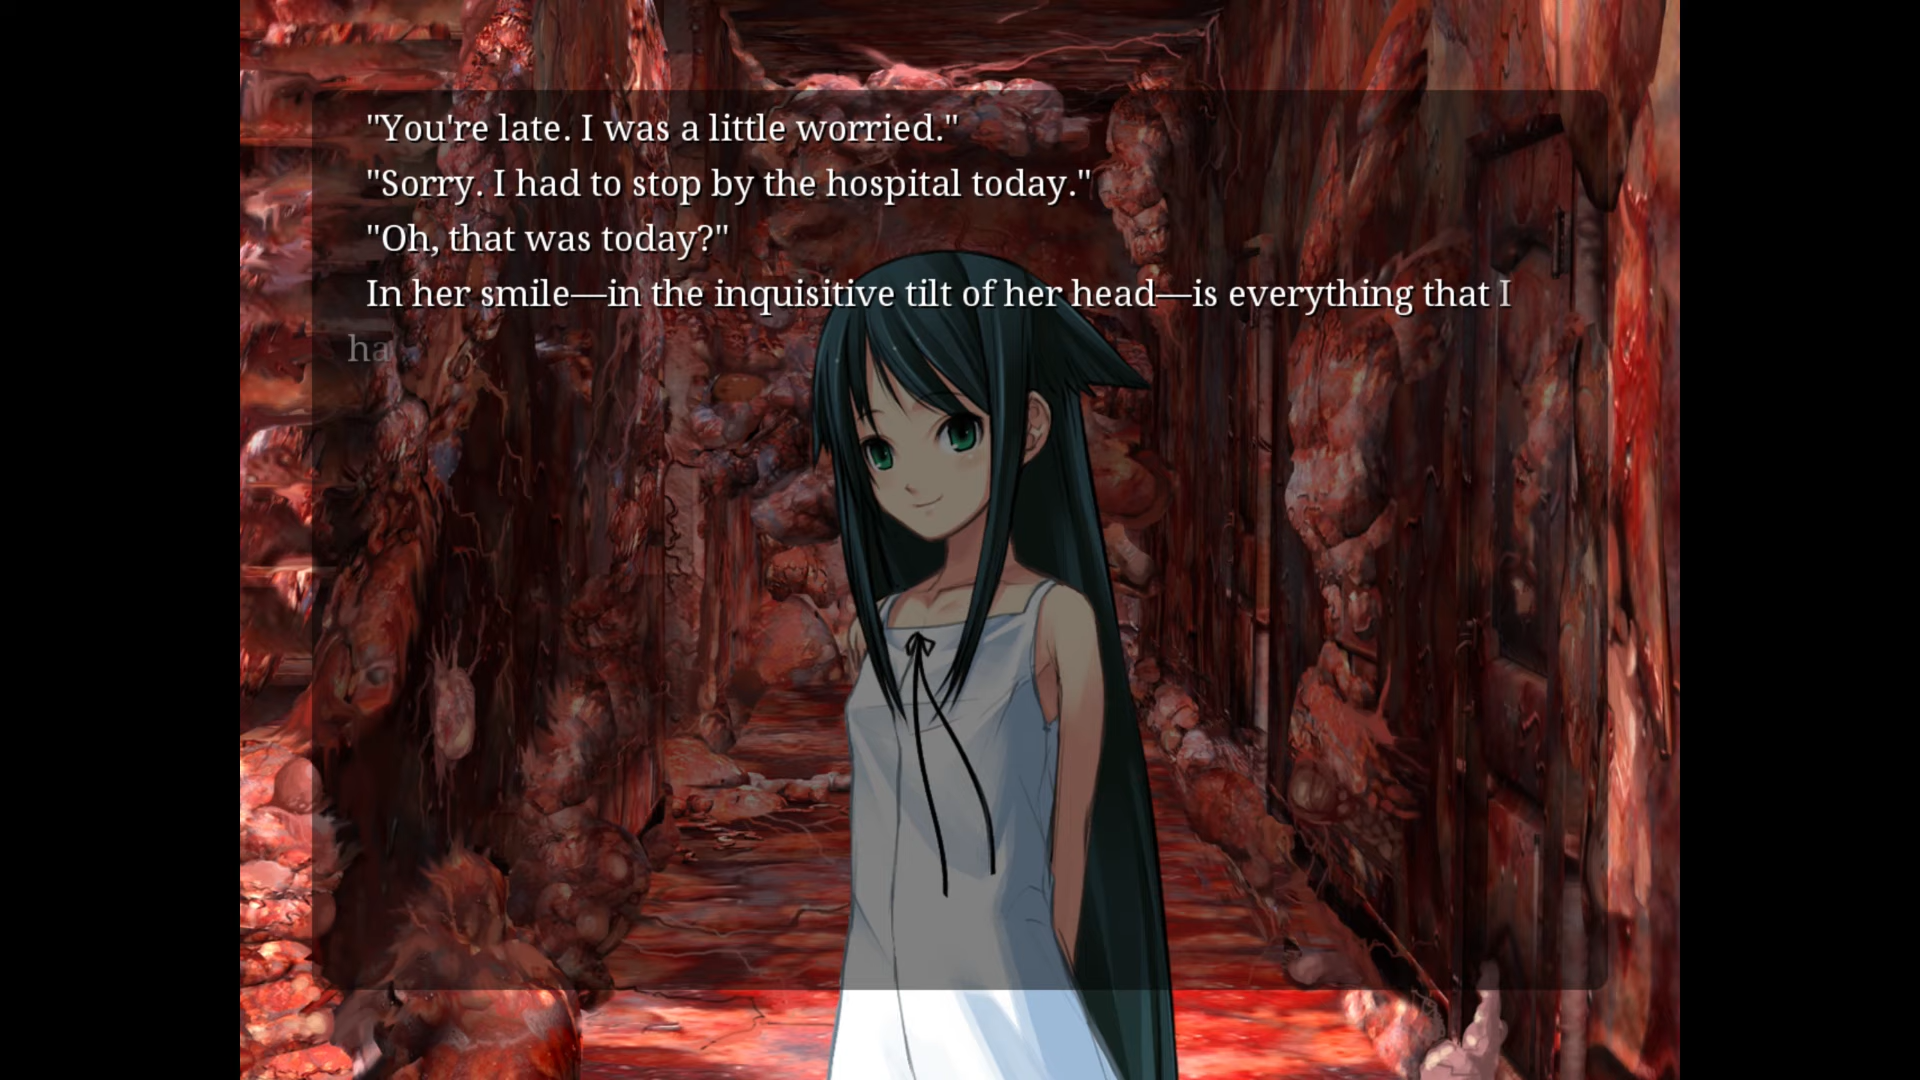 "You're late. I was a little worried."
"Sorry. I had to stop by the hospital today."
"Oh, that was today?"
In her smile—in the inquisitive tilt of her head—is everything that I
ha